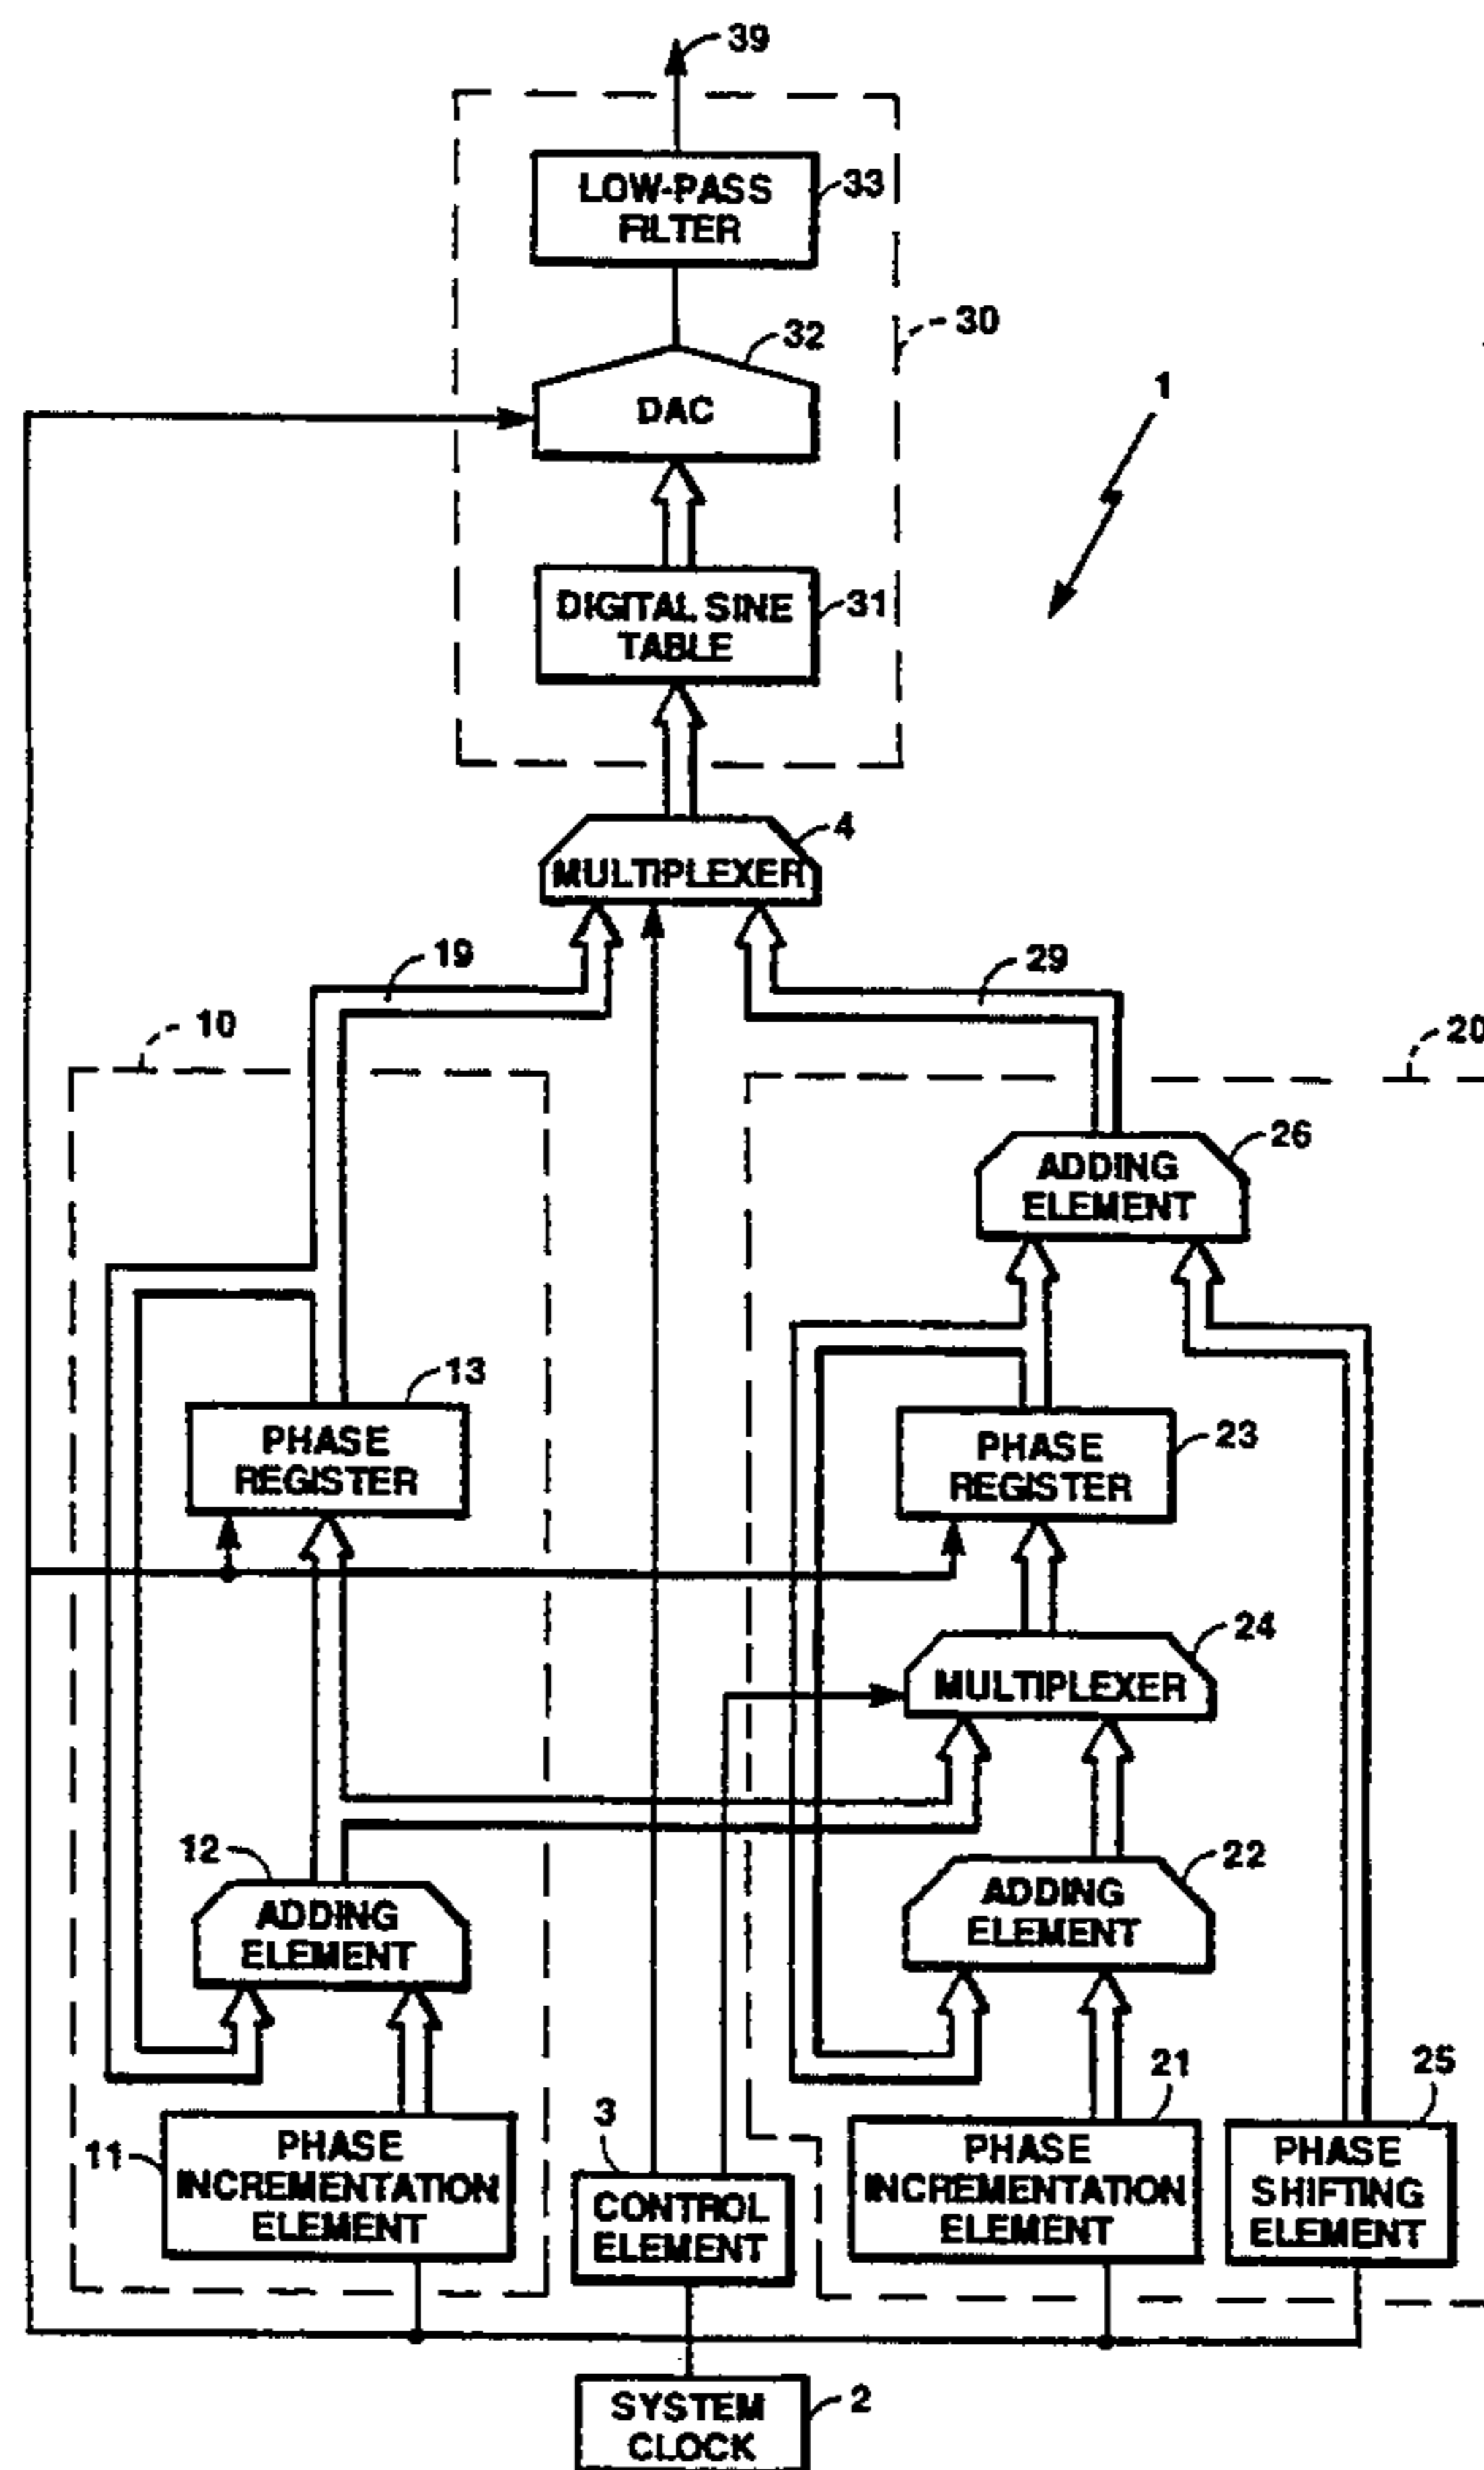 39
LOW-PASS
FILTER
33
30
32
DAC
1
DIGITAL SINE
TABLE
31
4
MULTIPLEXER
19
29
10
20
26
ADDING
ELEMENT
13
PHASE
REGISTER
23
PHASE
REGISTER
24
MULTIPLEXER
12
ADDING
ELEMENT
22
ADDING
ELEMENT
21
25
3
11
PHASE
INCREMENTATION
ELEMENT
CONTROL
ELEMENT
PHASE
INCREMENTATION
ELEMENT
PHASE
SHIFTING
ELEMENT
SYSTEM
CLOCK
2